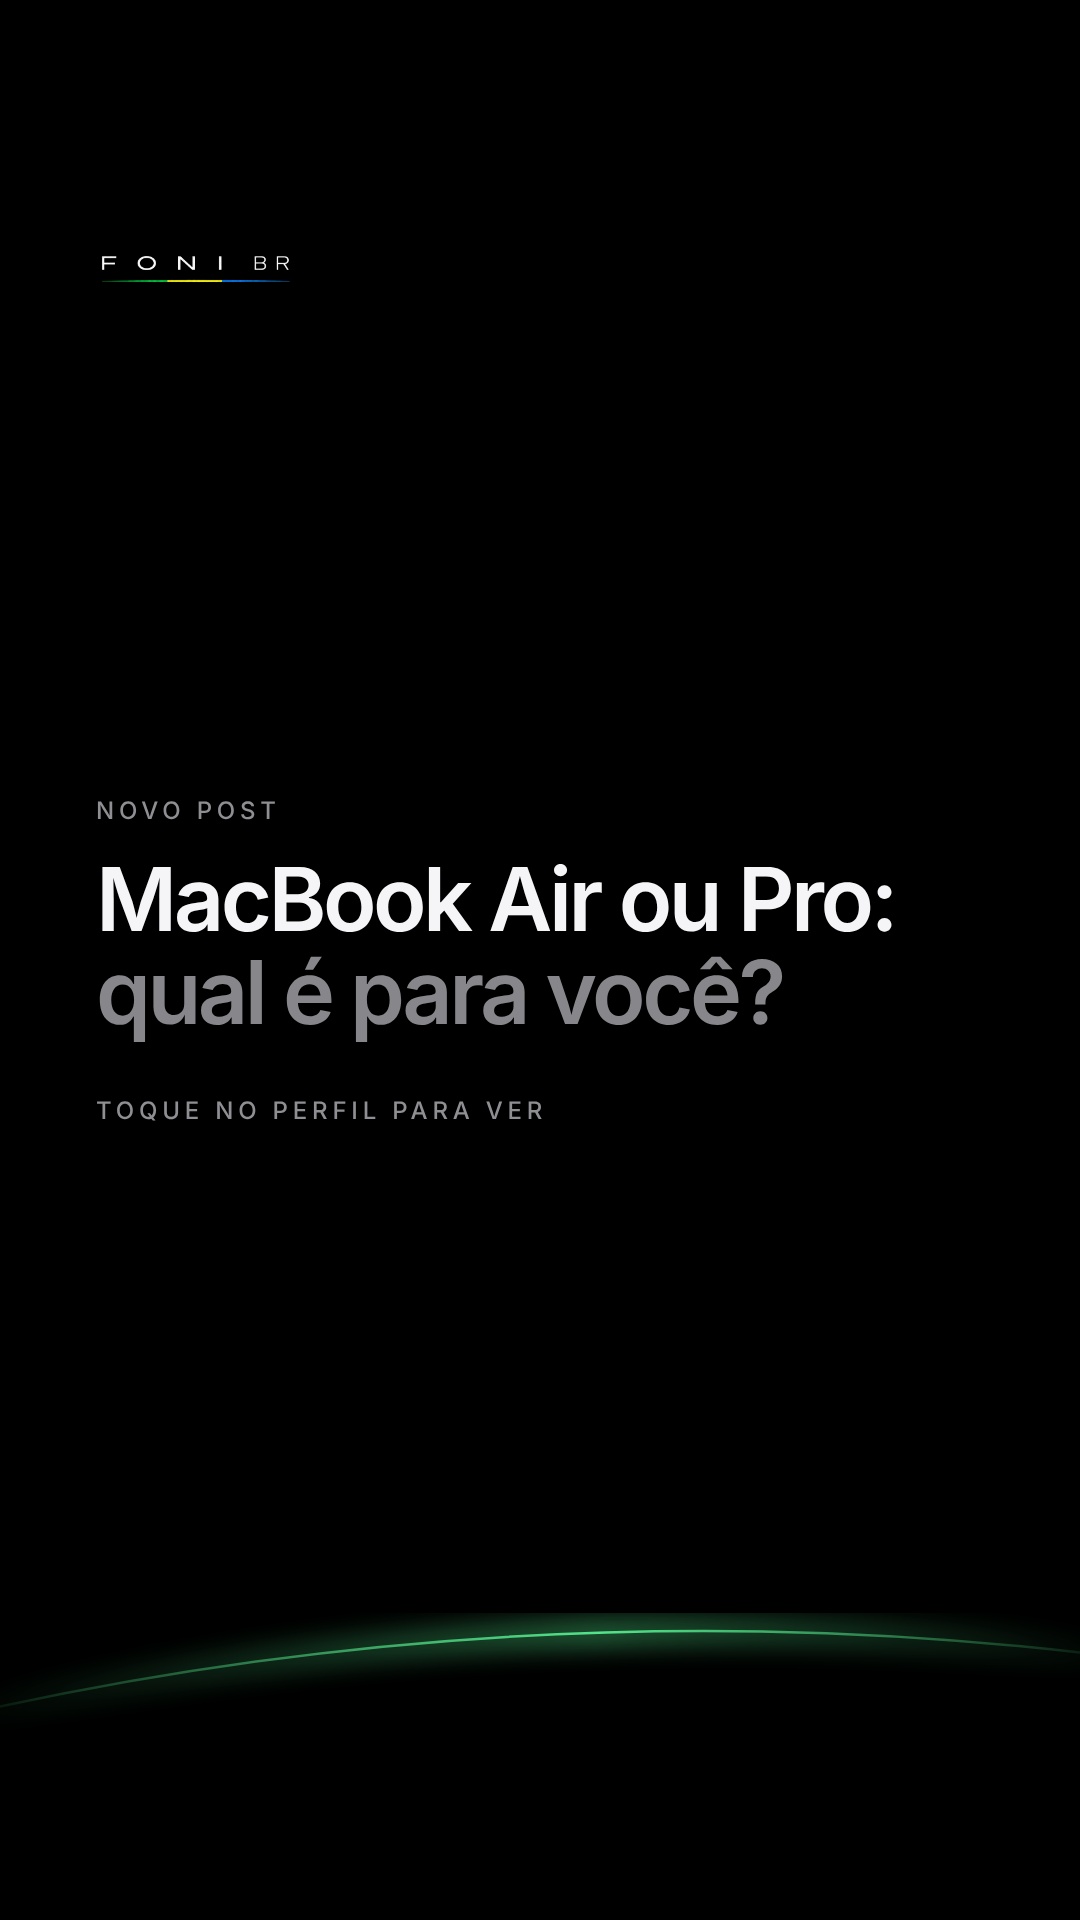 FONI BR
NOVO POST
MacBook Air ou Pro:
qual é para você?
TOQUE NO PERFIL PARA VER